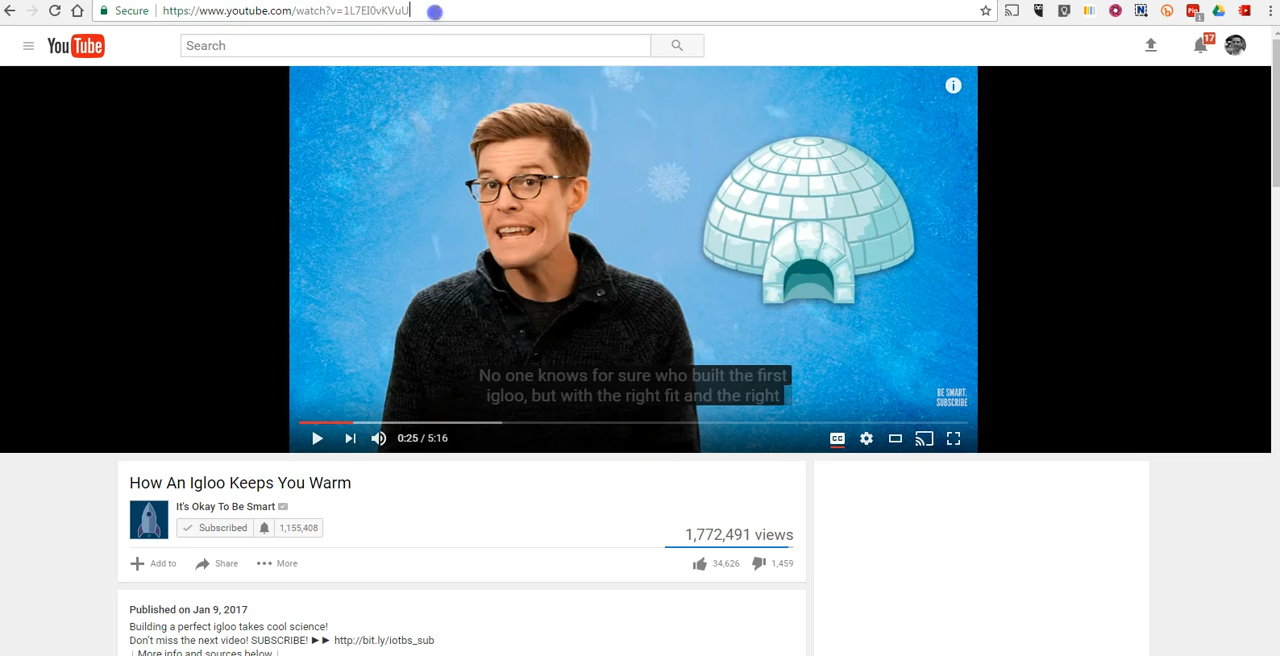 Secure https://www.youtube.com/watch?v=1L7EI0vKVuU
1
YouTube
Search
17
i
No one knows for sure who built the first
igloo, but with the right fit and the right
BE SMART.
SUBSCRIBE
0:25 / 5:16
CC
How An Igloo Keeps You Warm
It's Okay To Be Smart
Subscribed 1,155,408
1,772,491 views
Add to Share More 34,626 1,459
Published on Jan 9, 2017
Building a perfect igloo takes cool science!
Don't miss the next video! SUBSCRIBE! ►► http://bit.ly/iotbs_sub
↓ More info and sources below ↓